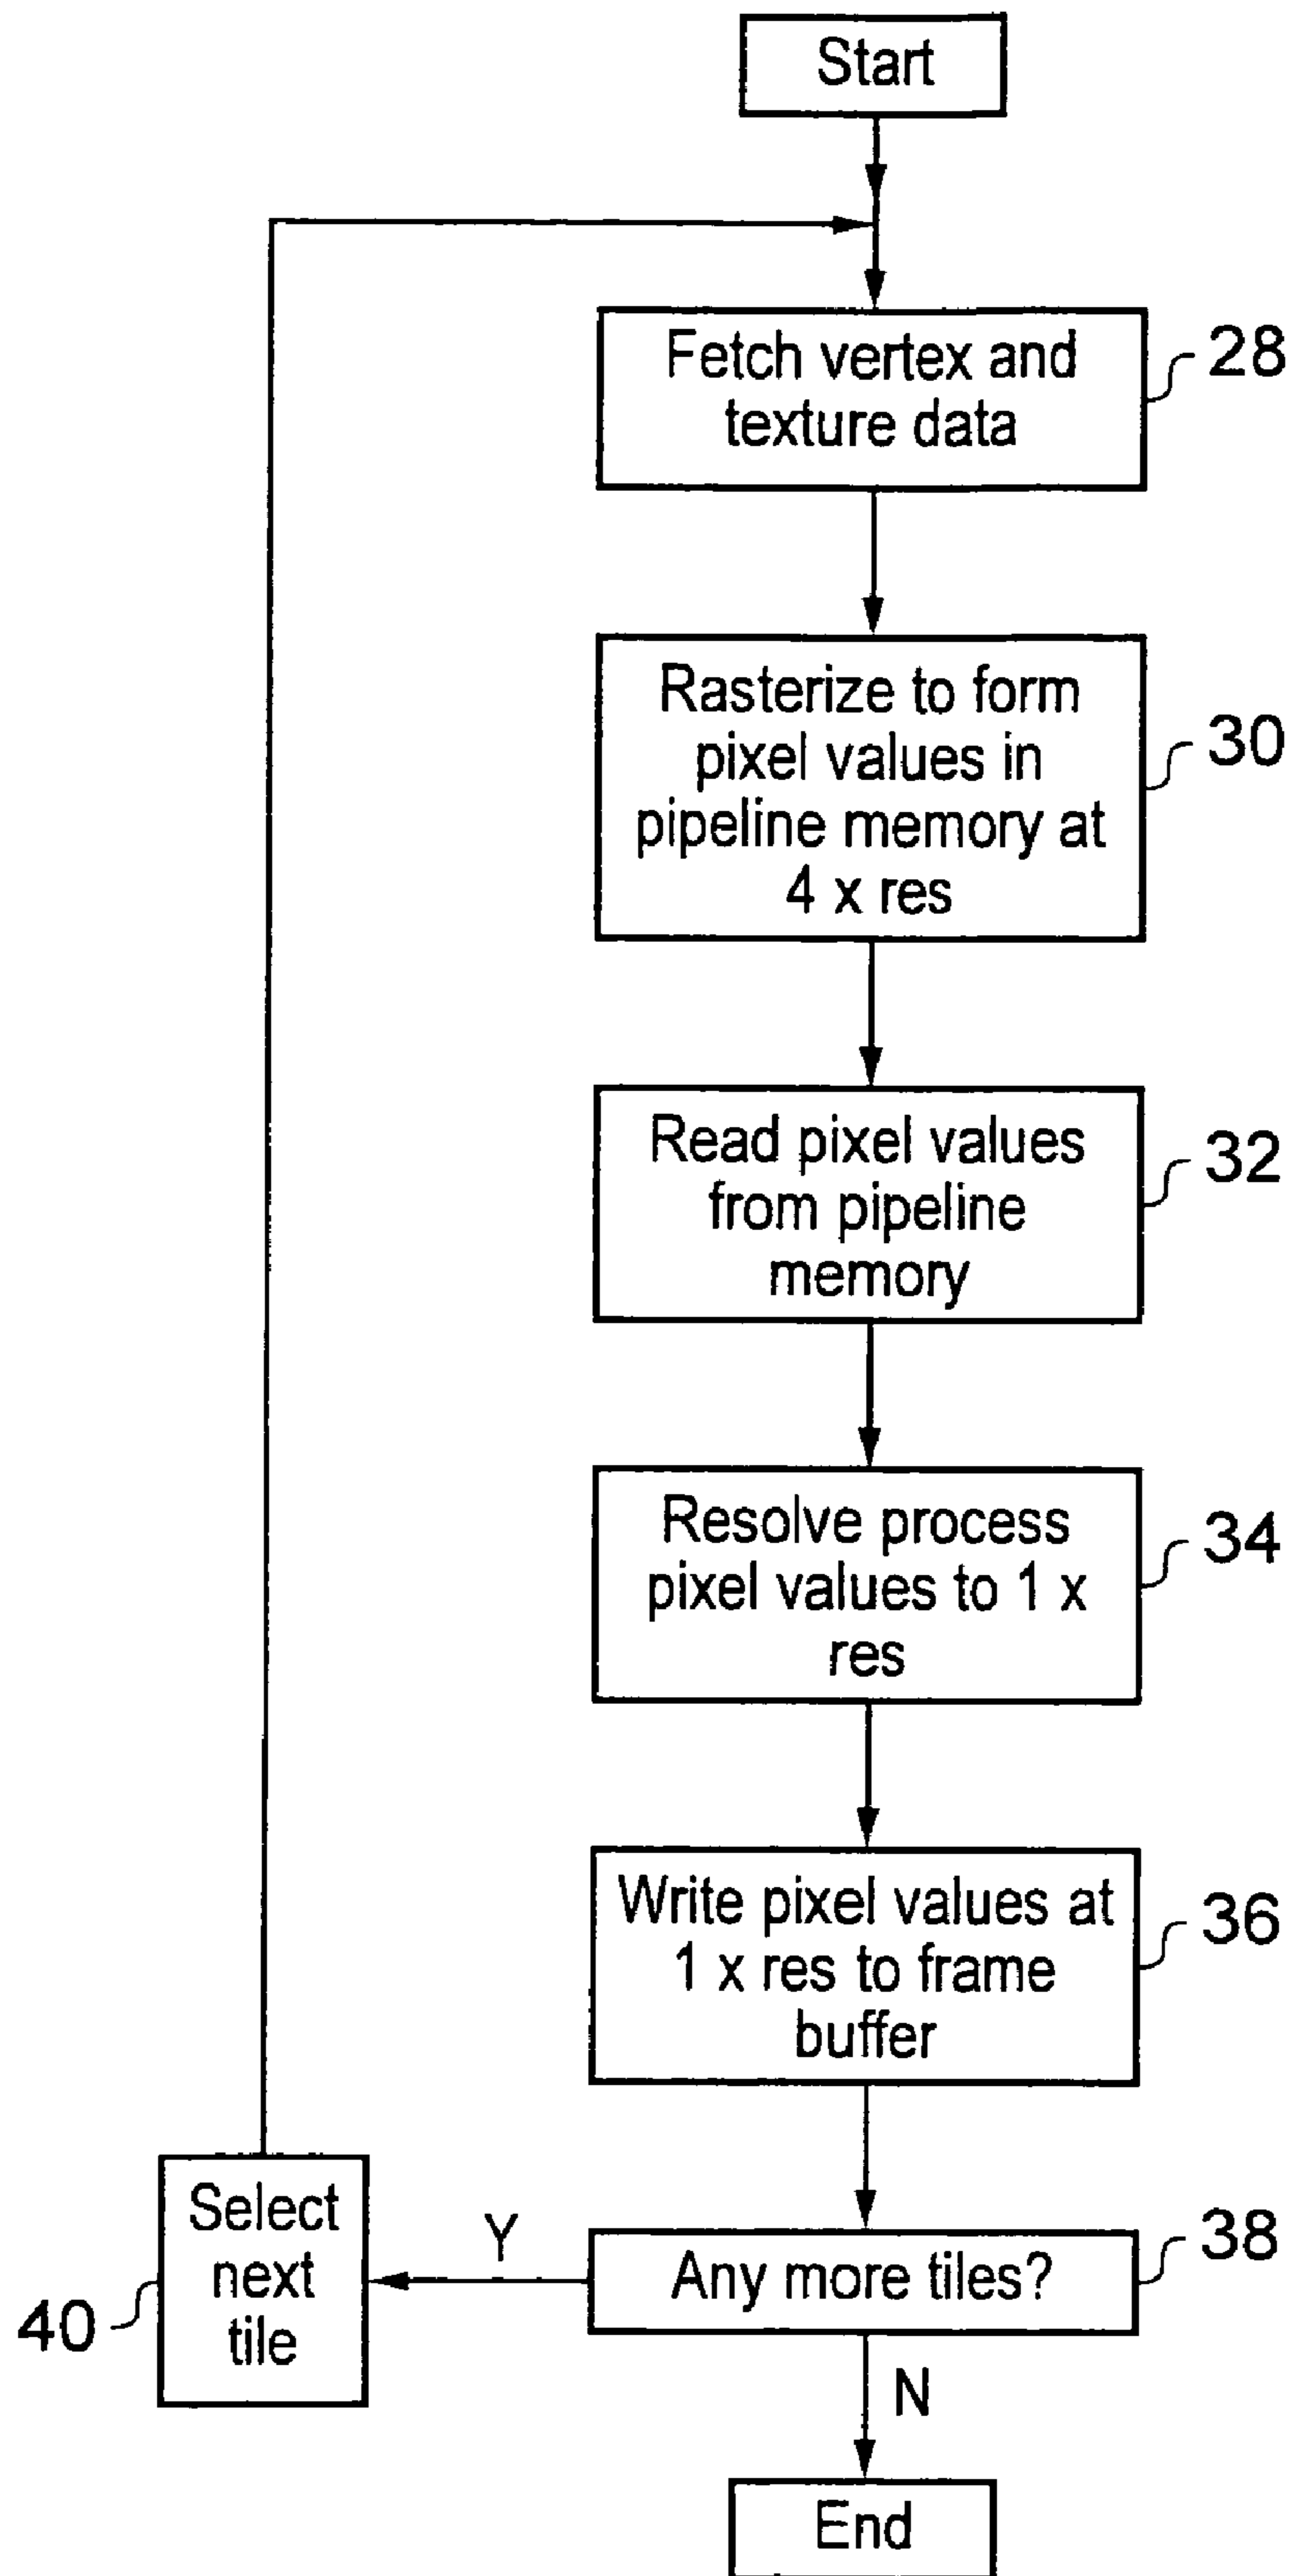 Start
Fetch vertex and
texture data
28
Rasterize to form
pixel values in
pipeline memory at
4 x res
30
Read pixel values
from pipeline
memory
32
Resolve process
pixel values to 1 x
res
34
Write pixel values at
1 x res to frame
buffer
36
Any more tiles?
38
Y
Select
next
tile
40
N
End